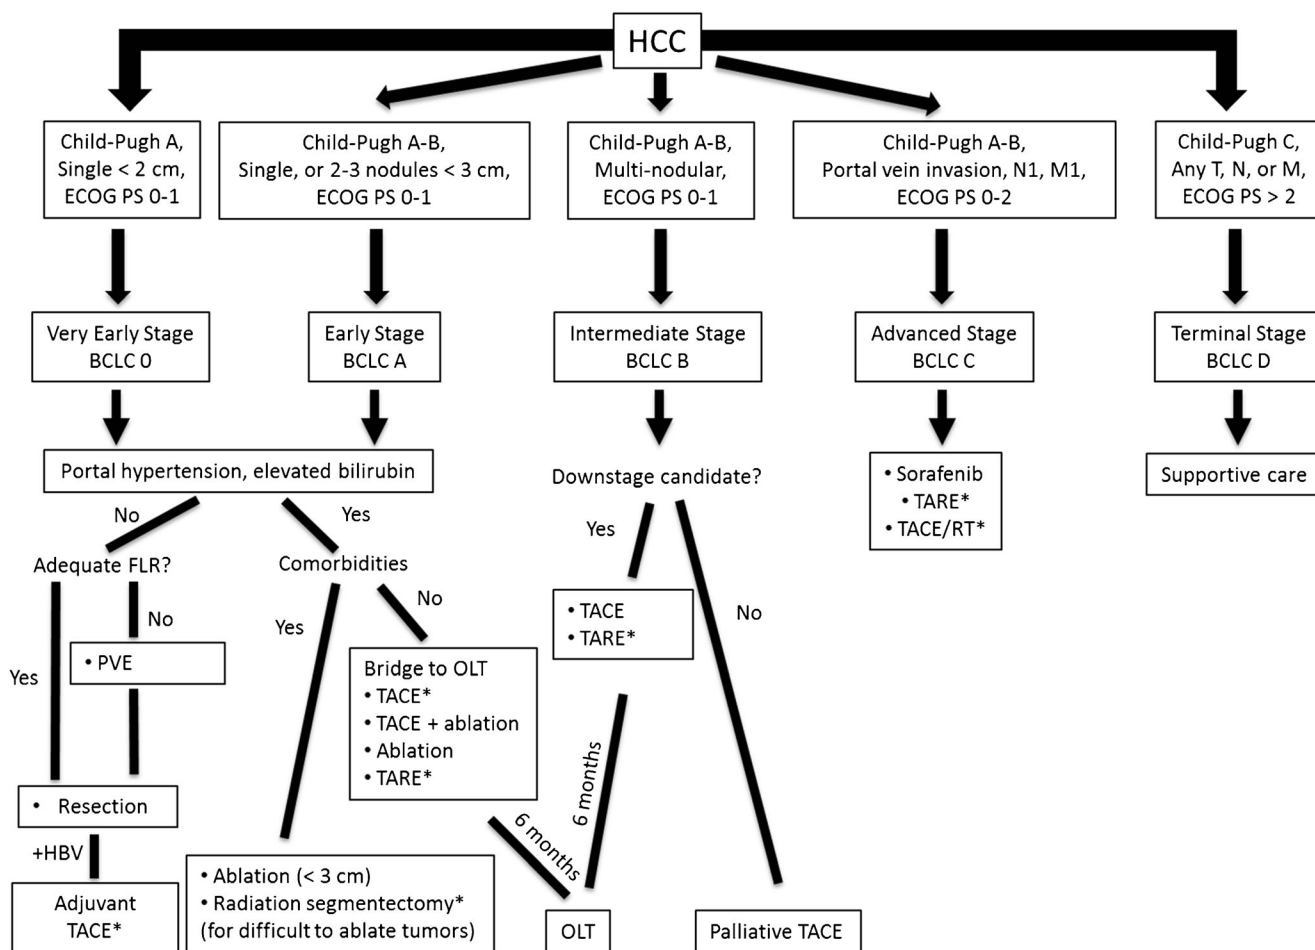 HCC
Child-Pugh A,
Single < 2 cm,
ECOG PS 0-1
Child-Pugh A-B,
Single, or 2-3 nodules < 3 cm,
ECOG PS 0-1
Child-Pugh A-B,
Multi-nodular,
ECOG PS 0-1
Child-Pugh A-B,
Portal vein invasion, N1, M1,
ECOG PS 0-2
Child-Pugh C,
Any T, N, or M,
ECOG PS > 2
Very Early Stage
BCLC 0
Early Stage
BCLC A
Intermediate Stage
BCLC B
Advanced Stage
BCLC C
Terminal Stage
BCLC D
Portal hypertension, elevated bilirubin
Downstage candidate?
• Sorafenib
• TARE*
• TACE/RT*
Supportive care
No
Yes
Yes
No
Adequate FLR?
Comorbidities
Yes
No
Yes
No
• PVE
• TACE
• TARE*
Bridge to OLT
• TACE*
• TACE + ablation
• Ablation
• TARE*
6 months
6 months
• Resection
+HBV
Adjuvant
TACE*
• Ablation (< 3 cm)
• Radiation segmentectomy*
(for difficult to ablate tumors)
OLT
Palliative TACE